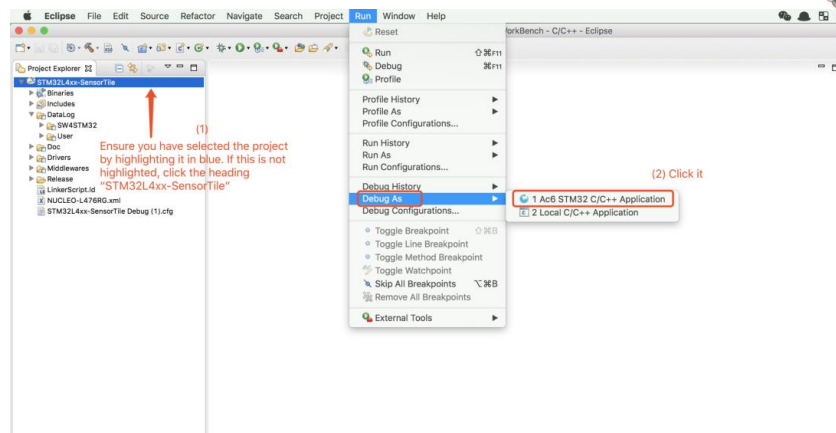 Eclipse File Edit Source Refactor Navigate Search Project Run Window Help
orkBench - C/C++ - Eclipse
Project Explorer
STM32L4xx-SensorTile
Binaries
Includes
DataLog
SW4STM32
User
Doc
Drivers
Middlewares
Release
LinkerScript.ld
NUCLEO-L476RG.xml
STM32L4xx-SensorTile Debug (1).cfg
(1)
Ensure you have selected the project
by highlighting it in blue. If this is not
highlighted, click the heading
“STM32L4xx-SensorTile”
Reset
Run ⇧⌘F11
Debug ⌘F11
Profile
Profile History
Profile As
Profile Configurations...
Run History
Run As
Run Configurations...
Debug History
Debug As
Debug Configurations...
Toggle Breakpoint ⇧⌘B
Toggle Line Breakpoint
Toggle Method Breakpoint
Toggle Watchpoint
Skip All Breakpoints ⌥⌘B
Remove All Breakpoints
External Tools
(2) Click it
1 Ac6 STM32 C/C++ Application
2 Local C/C++ Application